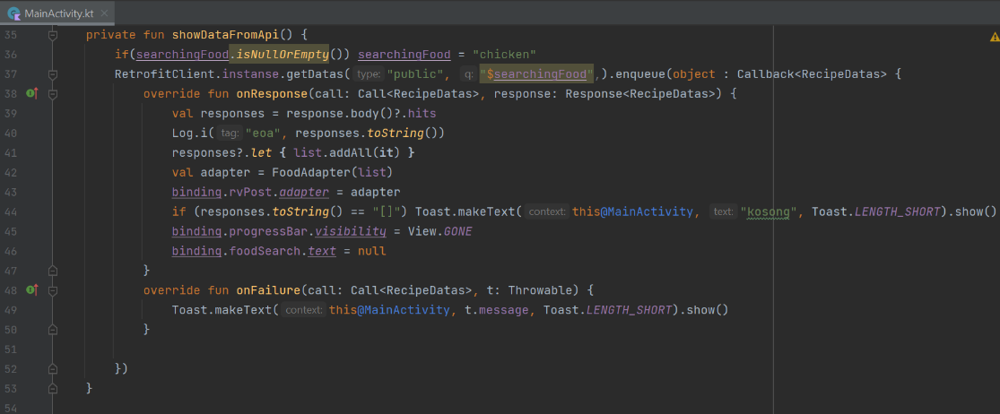 MainActivity.kt
35 private fun showDataFromApi() {
36 if(searchingFood.isNullOrEmpty()) searchingFood = "chicken"
37 RetrofitClient.instanse.getDatas( type: "public", q: "$searchingFood",).enqueue(object : Callback<RecipeDatas> {
38 override fun onResponse(call: Call<RecipeDatas>, response: Response<RecipeDatas>) {
39 val responses = response.body()?.hits
40 Log.i( tag: "eoa", responses.toString())
41 responses?.let { list.addAll(it) }
42 val adapter = FoodAdapter(list)
43 binding.rvPost.adapter = adapter
44 if (responses.toString() == "[]") Toast.makeText( context: this@MainActivity, text: "kosong", Toast.LENGTH_SHORT).show()
45 binding.progressBar.visibility = View.GONE
46 binding.foodSearch.text = null
47 }
48 override fun onFailure(call: Call<RecipeDatas>, t: Throwable) {
49 Toast.makeText( context: this@MainActivity, t.message, Toast.LENGTH_SHORT).show()
50 }
51
52 })
53 }
54